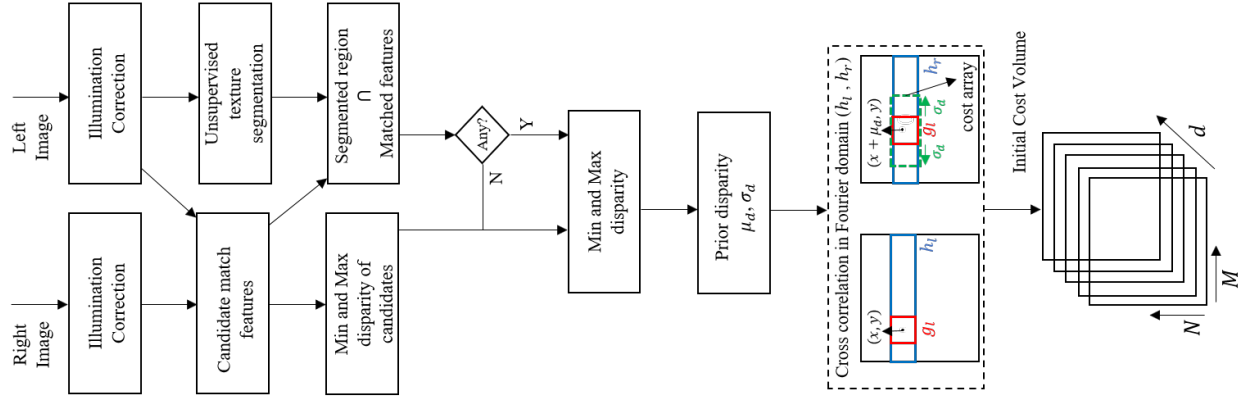 Left
Image
Right
Image
Illumination
Correction
Illumination
Correction
Unsupervised
texture
segmentation
Candidate match
features
Segmented region
∩
Matched features
Min and Max
disparity of
candidates
Any?
N
Y
Min and Max
disparity
Prior disparity
μd, σd
Cross correlation in Fourier domain (hl , hr)
(x, y)
gl
hl
(x + μd, y)
σd gl σd
hr
cost array
Initial Cost Volume
N
M
d